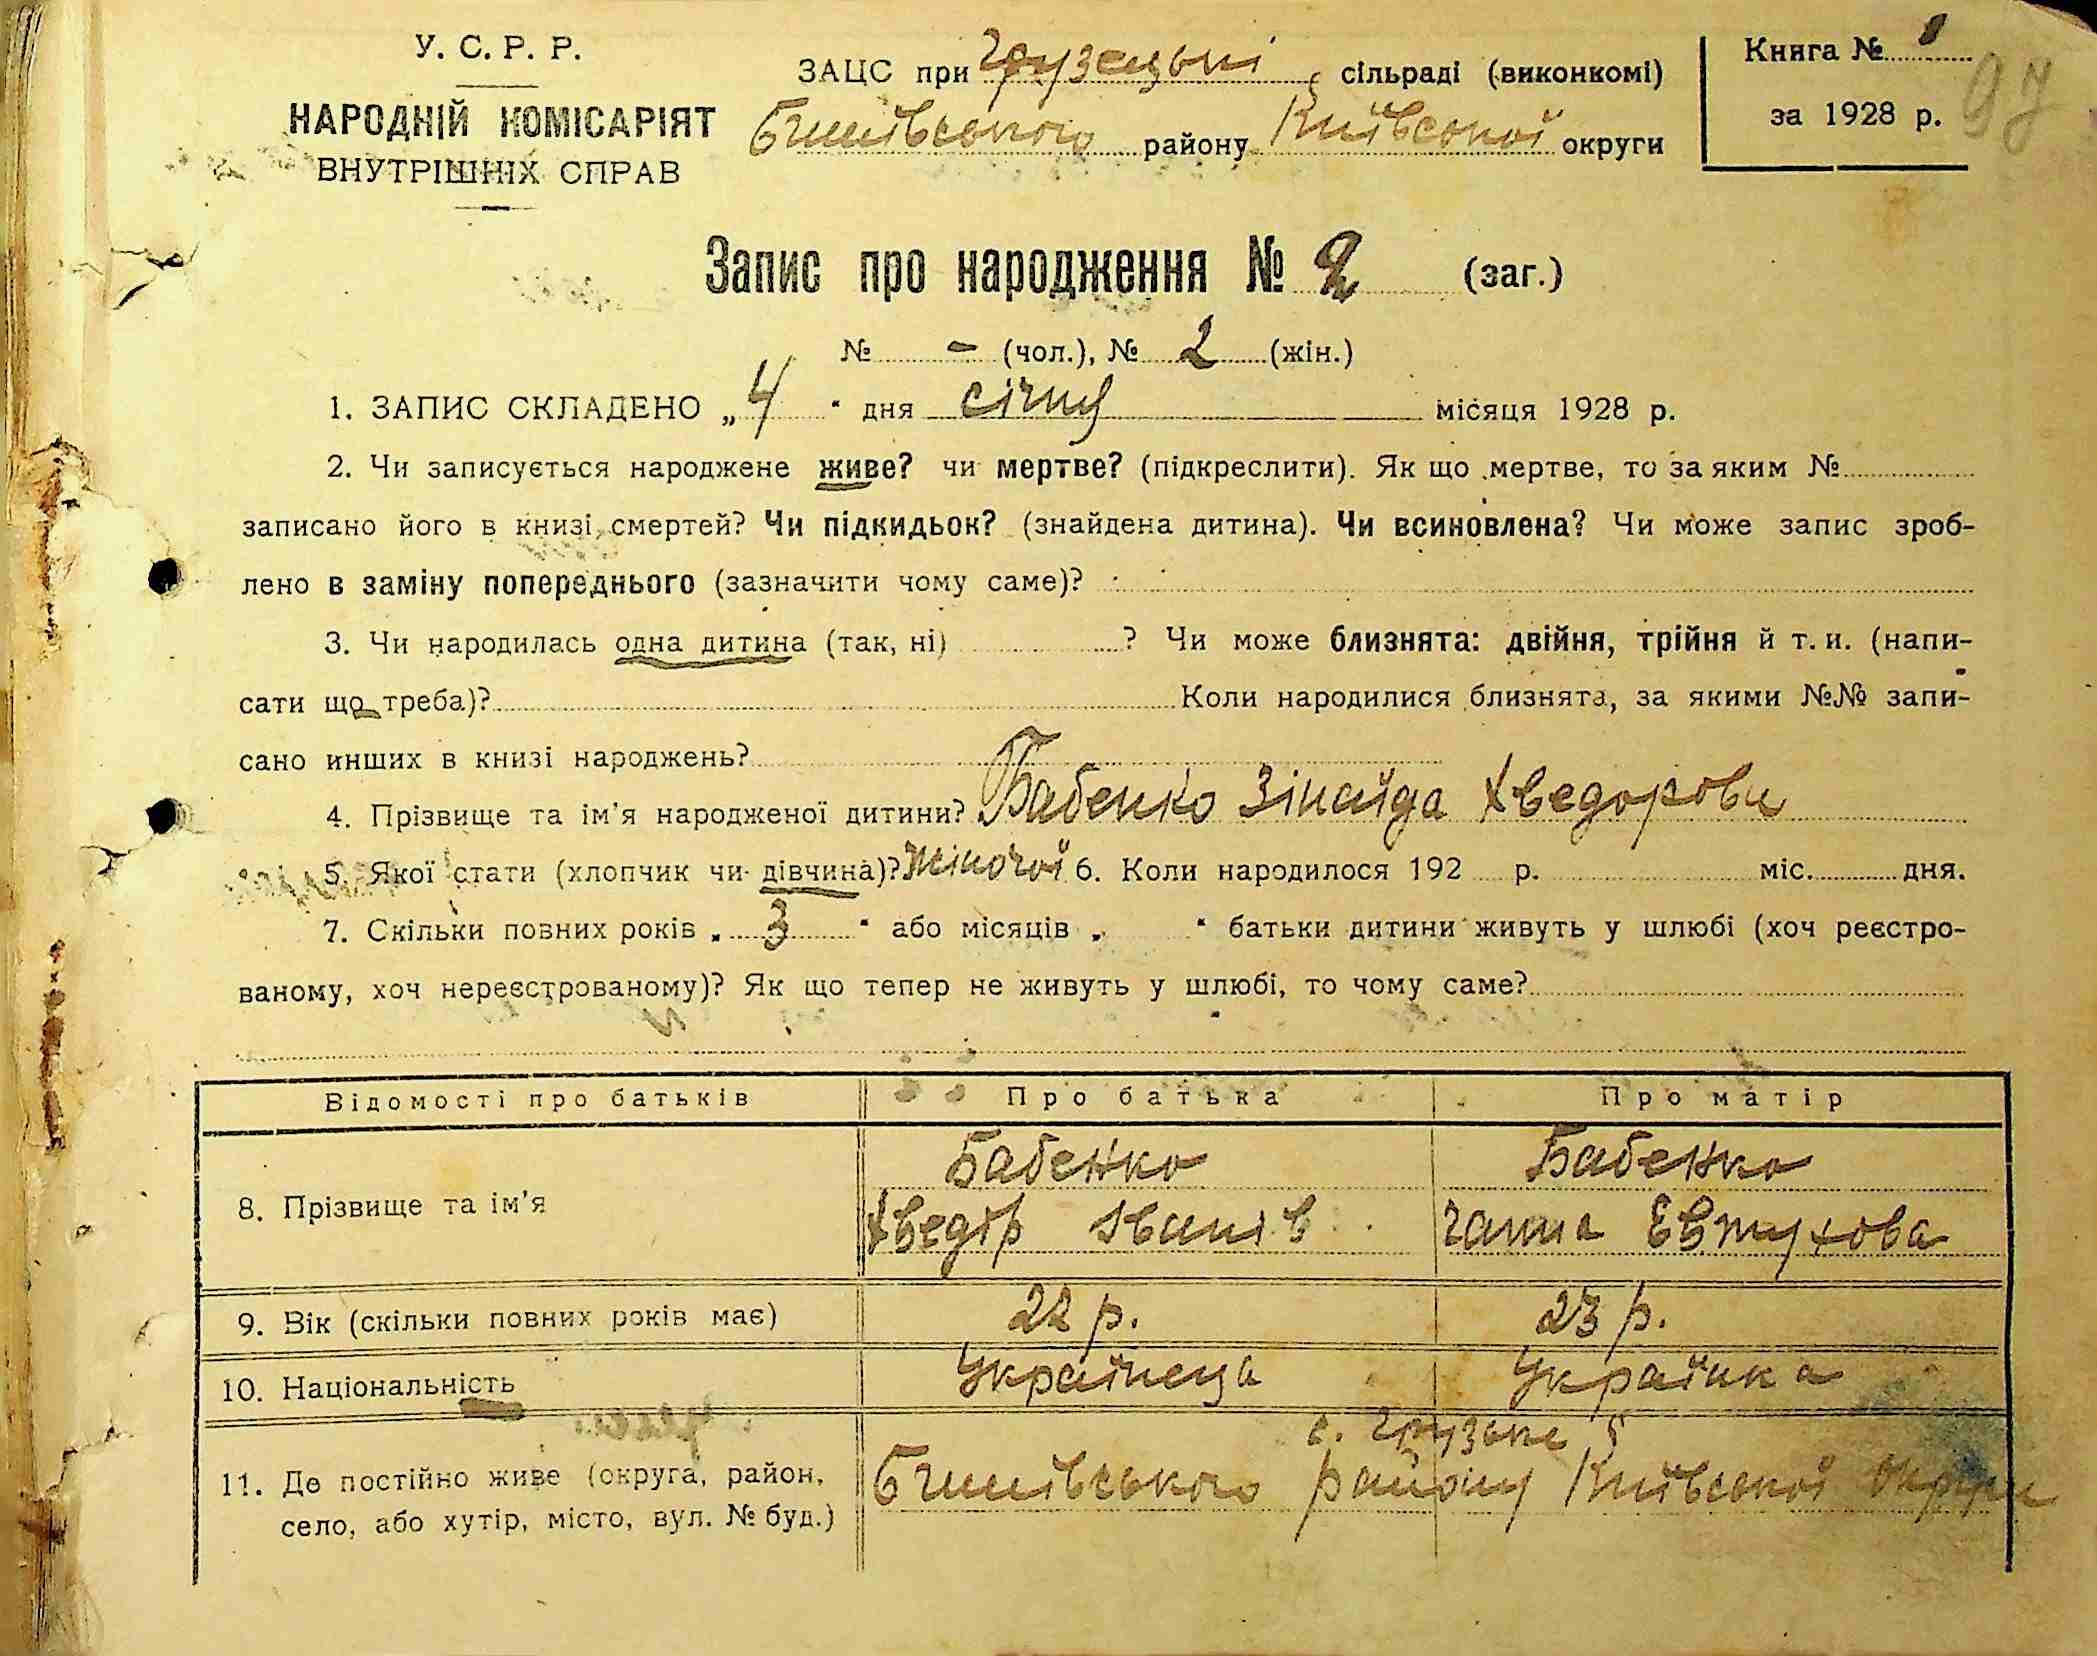 У. С. Р. Р.
НАРОДНІЙ КОМІСАРІЯТ
ВНУТРІШНІХ СПРАВ
ЗАЦС при Грузецькі сільраді (виконкомі)
Бишівського району Київської округи
Книга № 1
за 1928 р.
97
Запис про народження № 2 (заг.)
№ - (чол.), № 2 (жін.)
1. ЗАПИС СКЛАДЕНО „ 4 " дня січня місяця 1928 р.
2. Чи записується народжене живе? чи мертве? (підкреслити). Як що мертве, то за яким №
записано його в книзі смертей? Чи підкидьок? (знайдена дитина). Чи всиновлена? Чи може запис зроб-
лено в заміну попереднього (зазначити чому саме)?
3. Чи народилась одна дитина (так, ні) ? Чи може близнята: двійня, трійня й т. и. (напи-
сати що треба)? Коли народилися близнята, за якими №№ запи-
сано инших в книзі народжень?
4. Прізвище та ім'я народженої дитини? Бабенко Зінаїда Хведорова
5. Якої стати (хлопчик чи дівчина)? жіночої 6. Коли народилося 192 р. міс. дня.
7. Скільки повних років „ 3 " або місяців „ " батьки дитини живуть у шлюбі (хоч реєстро-
ваному, хоч нереєстрованому)? Як що тепер не живуть у шлюбі, то чому саме?
Відомості про батьків Про батька Про матір
8. Прізвище та ім'я
Бабенко
Хведір Іванів
Бабенко
Ганна Евтухова
9. Вік (скільки повних років має) 22 р. 23 р.
10. Національність Українець Українка
11. Де постійно живе (округа, район,
село, або хутір, місто, вул. № буд.)
с. Грузьке
Бишівського району Київської округи